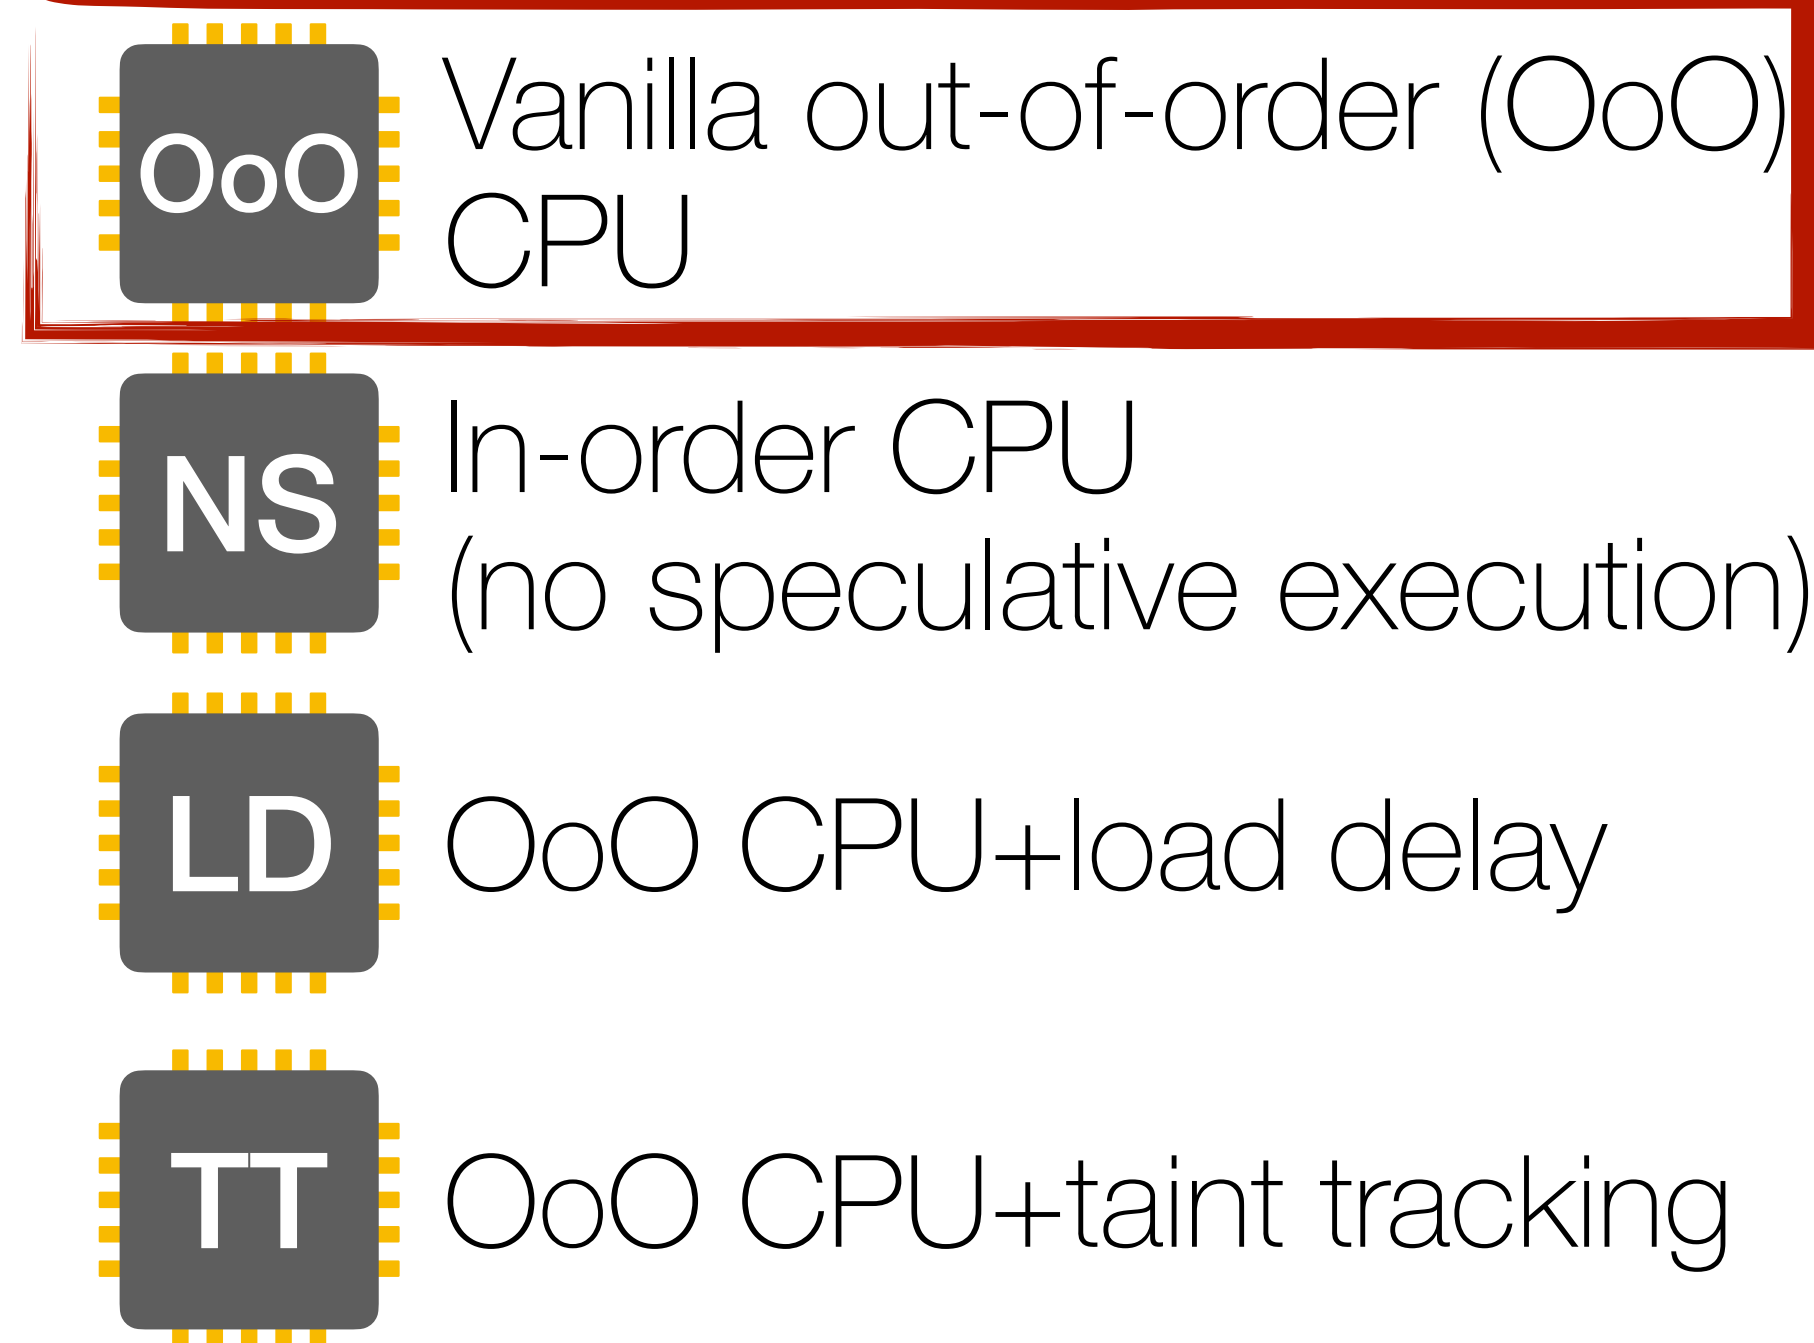 OoO
Vanilla out-of-order (OoO)
CPU
NS
In-order CPU
(no speculative execution)
LD
OoO CPU+load delay
TT
OoO CPU+taint tracking